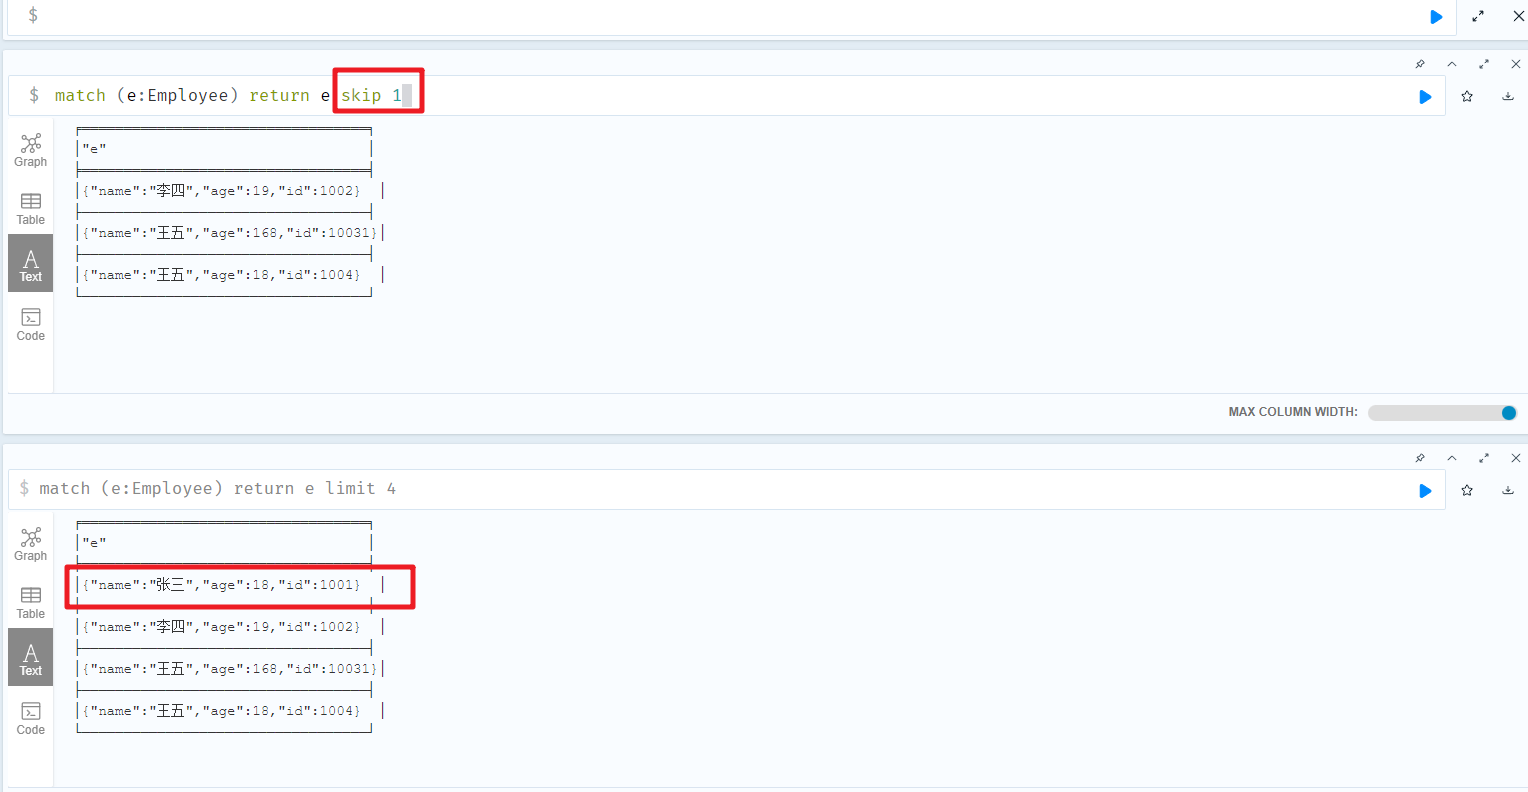 $
$ match (e:Employee) return e skip 1
Graph
Table
Text
Code
"e"
{"name":"李四","age":19,"id":1002}
{"name":"王五","age":168,"id":10031}
{"name":"王五","age":18,"id":1004}
MAX COLUMN WIDTH:
$ match (e:Employee) return e limit 4
Graph
Table
Text
Code
"e"
{"name":"张三","age":18,"id":1001}
{"name":"李四","age":19,"id":1002}
{"name":"王五","age":168,"id":10031}
{"name":"王五","age":18,"id":1004}